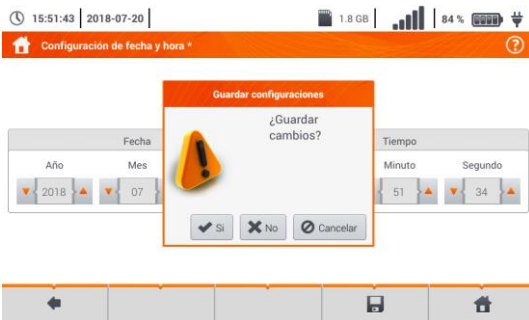 15:51:43 2018-07-20 1.8 GB 84 %
Configuración de fecha y hora *
Guardar configuraciones
¿Guardar
cambios?
Fecha Tiempo
Año Mes Minuto Segundo
2018 07 51 34
Si No Cancelar